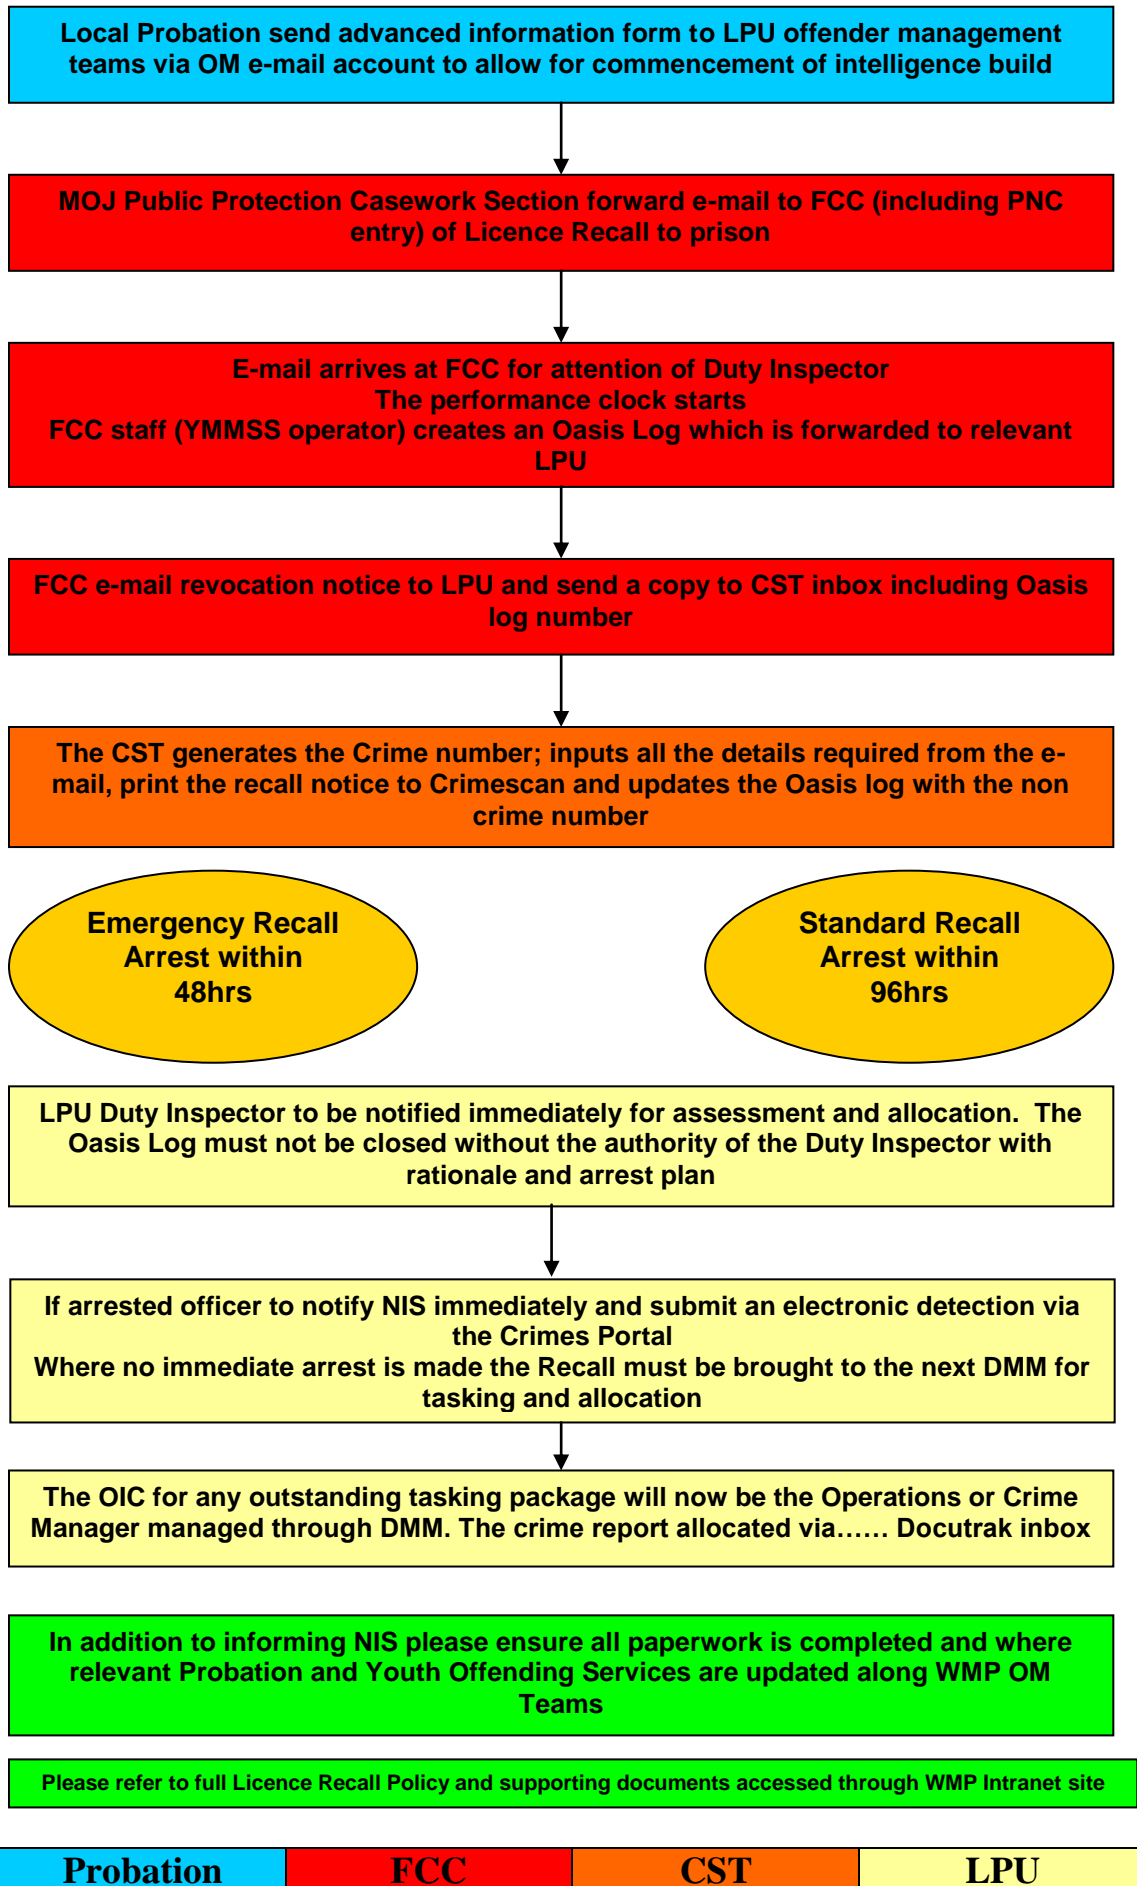 Local Probation send advanced information form to LPU offender management
teams via OM e-mail account to allow for commencement of intelligence build
MOJ Public Protection Casework Section forward e-mail to FCC (including PNC
entry) of Licence Recall to prison
E-mail arrives at FCC for attention of Duty Inspector
The performance clock starts
FCC staff (YMMSS operator) creates an Oasis Log which is forwarded to relevant
LPU
FCC e-mail revocation notice to LPU and send a copy to CST inbox including Oasis
log number
The CST generates the Crime number; inputs all the details required from the e-
mail, print the recall notice to Crimescan and updates the Oasis log with the non
crime number
Emergency Recall
Arrest within
48hrs
Standard Recall
Arrest within
96hrs
LPU Duty Inspector to be notified immediately for assessment and allocation.  The
Oasis Log must not be closed without the authority of the Duty Inspector with
rationale and arrest plan
If arrested officer to notify NIS immediately and submit an electronic detection via
the Crimes Portal
Where no immediate arrest is made the Recall must be brought to the next DMM for
tasking and allocation
The OIC for any outstanding tasking package will now be the Operations or Crime
Manager managed through DMM. The crime report allocated via…… Docutrak inbox
In addition to informing NIS please ensure all paperwork is completed and where
relevant Probation and Youth Offending Services are updated along WMP OM
Teams
Please refer to full Licence Recall Policy and supporting documents accessed through WMP Intranet site
Probation FCC CST LPU